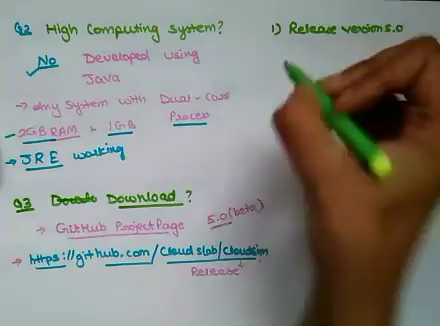 Q2 High Computing System?
No Developed using
Java
→ Any System with Dual-Core
Proces
- 2GB RAM & 1GB
→ JRE working
Q3 Download ?
→ GitHub Project Page 5.0 (beta)
→ https://github.com/Cloudslab/cloudsim
Release
1) Release version 5.0